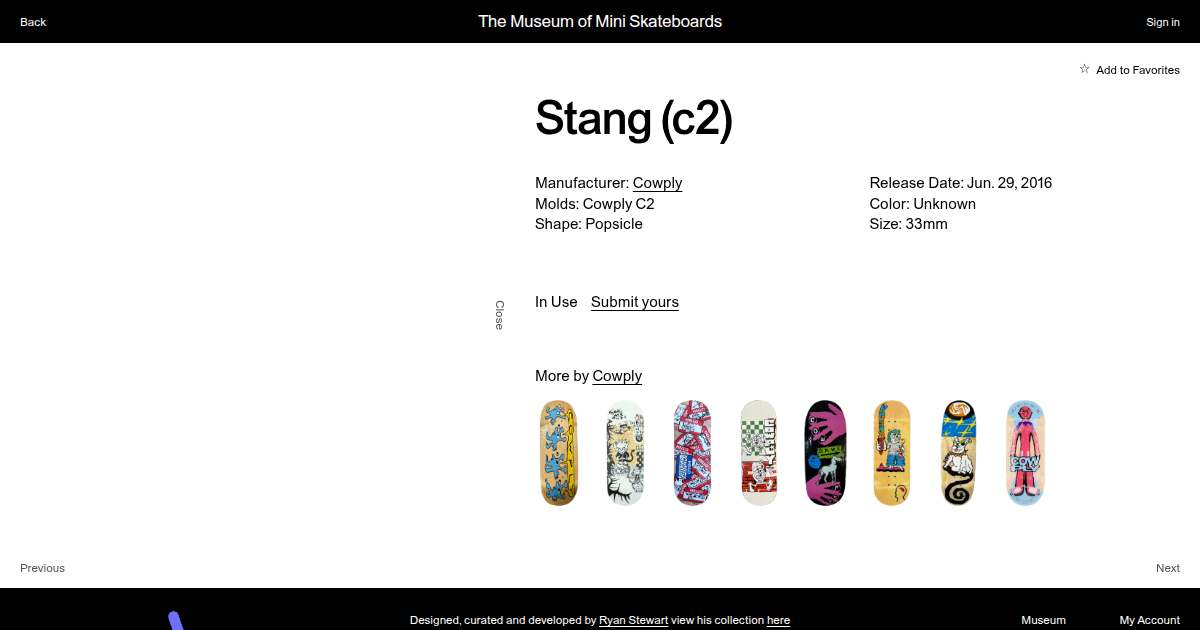 Back
The Museum of Mini Skateboards
Sign in
☆ Add to Favorites
Stang (c2)
Manufacturer: Cowply
Molds: Cowply C2
Shape: Popsicle
Release Date: Jun. 29, 2016
Color: Unknown
Size: 33mm
Close
In Use Submit yours
More by Cowply
Previous
Next
Designed, curated and developed by Ryan Stewart view his collection here
Museum
My Account